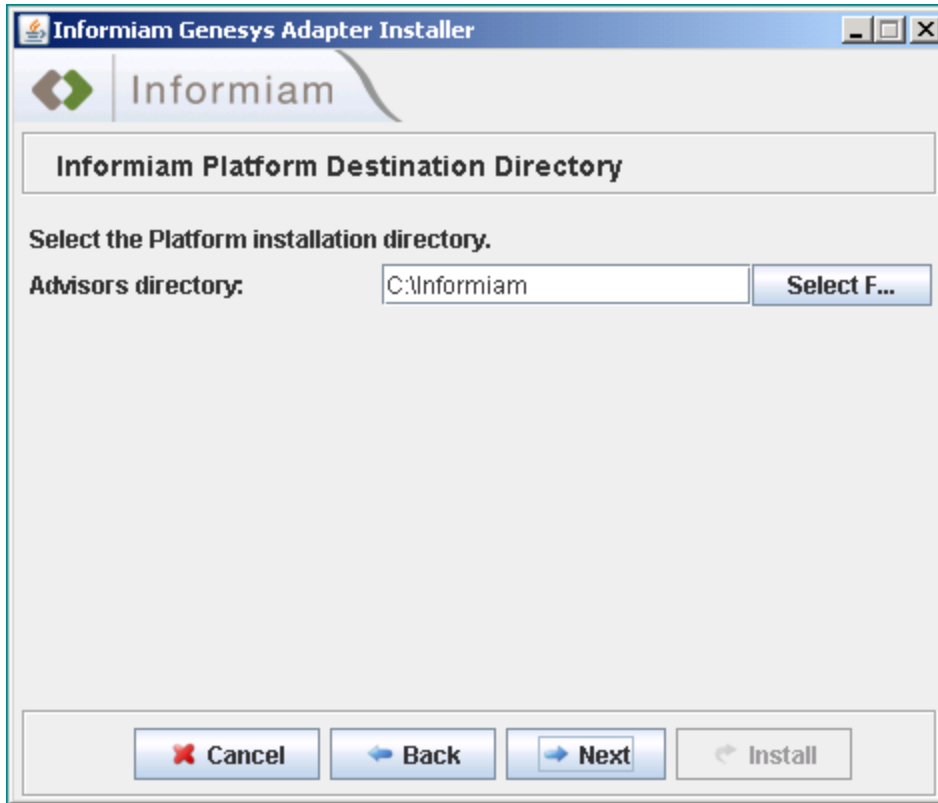 Informiam Genesys Adapter Installer
Informiam
Informiam Platform Destination Directory
Select the Platform installation directory.
Advisors directory: C:\Informiam Select F...
Cancel Back Next Install